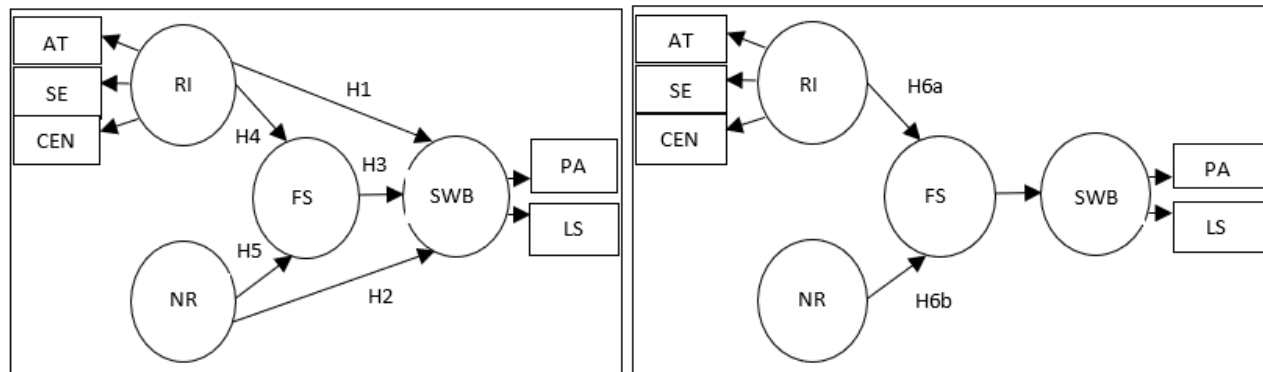 AT
SE
CEN
RI
H1
H4
H3
FS
SWB
PA
LS
H5
NR
H2
AT
SE
CEN
RI
H6a
FS
SWB
PA
LS
NR
H6b